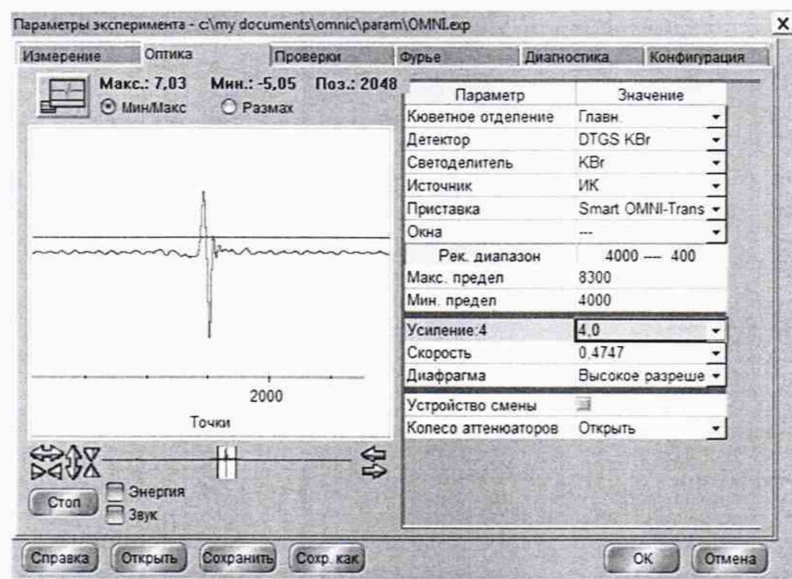 Параметры эксперимента - c:\my documents\omnic\param\OMNI.exp
X
Измерение Оптика Проверки Фурье Диагностика Конфигурация
Макс.: 7,03 Мин.: -5,05 Поз.: 2048
Мин/Макс Размах
Параметр Значение
Кюветное отделение Главн.
Детектор DTGS KBr
Светоделитель KBr
Источник ИК
Приставка Smart OMNI-Trans
Окна ---
Рек. диапазон 4000 ---- 400
Макс. предел 8300
Мин. предел 4000
Усиление:4 4,0
Скорость 0,4747
Диафрагма Высокое разреше
Устройство смены
Колесо аттенюаторов Открыть
2000
Точки
Стоп
Энергия
Звук
Справка Открыть Сохранить Сохр. как OK Отмена